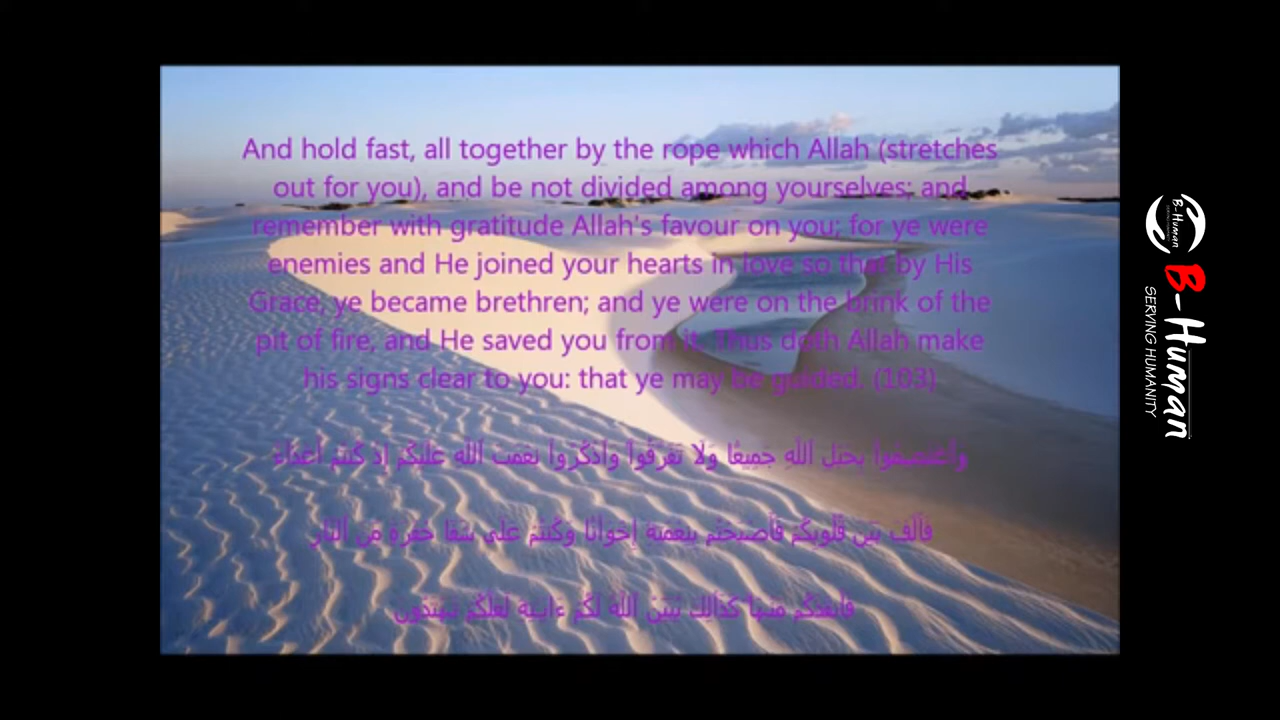 And hold fast, all together by the rope which Allah (stretches
out for you), and be not divided among yourselves; and
remember with gratitude Allah's favour on you; for ye were
enemies and He joined your hearts in love so that by His
Grace, ye became brethren; and ye were on the brink of the
pit of fire, and He saved you from it. Thus doth Allah make
his signs clear to you: that ye may be guided. (103)
وَاعْتَصِمُوا بِحَبْلِ اللَّهِ جَمِيعًا وَلَا تَفَرَّقُوا وَاذْكُرُوا نِعْمَتَ اللَّهِ عَلَيْكُمْ إِذْ كُنتُمْ أَعْدَاءً
فَأَلَّفَ بَيْنَ قُلُوبِكُمْ فَأَصْبَحْتُم بِنِعْمَتِهِ إِخْوَانًا وَكُنتُمْ عَلَىٰ شَفَا حُفْرَةٍ مِّنَ النَّارِ
فَأَنقَذَكُم مِّنْهَا كَذَٰلِكَ يُبَيِّنُ اللَّهُ لَكُمْ ءَايَـٰتِهِ لَعَلَّكُمْ تَهْتَدُونَ
B-Human
B-Human
SERVING HUMANITY